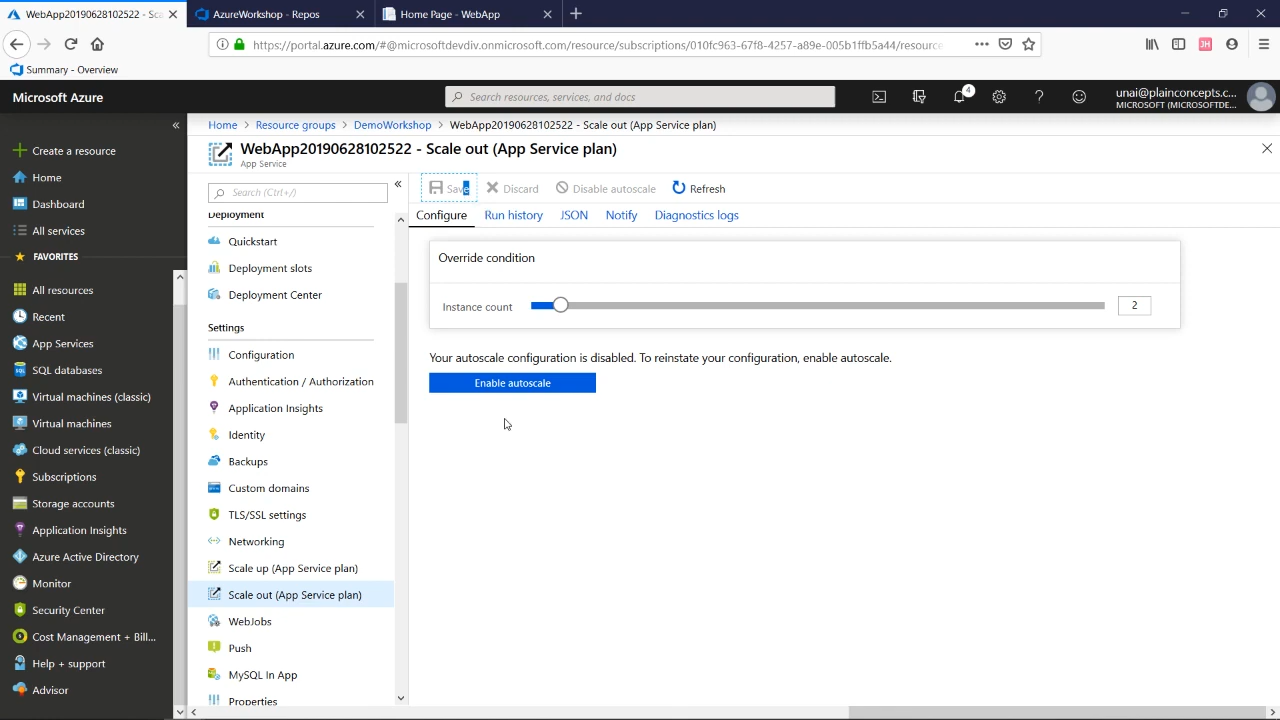 WebApp20190628102522 - Sca
AzureWorkshop - Repos
Home Page - WebApp
https://portal.azure.com/#@microsoftdevdiv.onmicrosoft.com/resource/subscriptions/010fc963-67f8-4257-a89e-005b1ffb5a44/resource
JH
Summary - Overview
Microsoft Azure
Search resources, services, and docs
4
unai@plainconcepts.c...
MICROSOFT (MICROSOFTDE...
Home > Resource groups > DemoWorkshop > WebApp20190628102522 - Scale out (App Service plan)
WebApp20190628102522 - Scale out (App Service plan)
App Service
Create a resource
Home
Dashboard
All services
FAVORITES
All resources
Recent
App Services
SQL databases
Virtual machines (classic)
Virtual machines
Cloud services (classic)
Subscriptions
Storage accounts
Application Insights
Azure Active Directory
Monitor
Security Center
Cost Management + Bill...
Help + support
Advisor
Search (Ctrl+/)
Deployment
Quickstart
Deployment slots
Deployment Center
Settings
Configuration
Authentication / Authorization
Application Insights
Identity
Backups
Custom domains
TLS/SSL settings
Networking
Scale up (App Service plan)
Scale out (App Service plan)
WebJobs
Push
MySQL In App
Properties
Save Discard Disable autoscale Refresh
Configure Run history JSON Notify Diagnostics logs
Override condition
Instance count 2
Your autoscale configuration is disabled. To reinstate your configuration, enable autoscale.
Enable autoscale